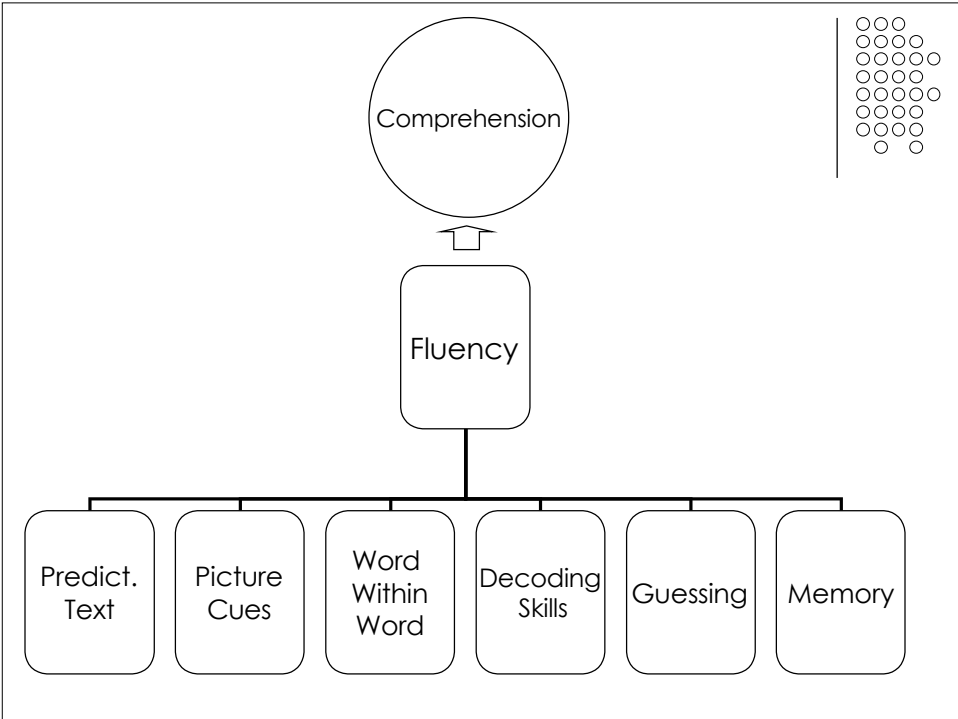 Comprehension
Fluency
Predict.
Text
Picture
Cues
Word
Within
Word
Decoding
Skills
Guessing
Memory